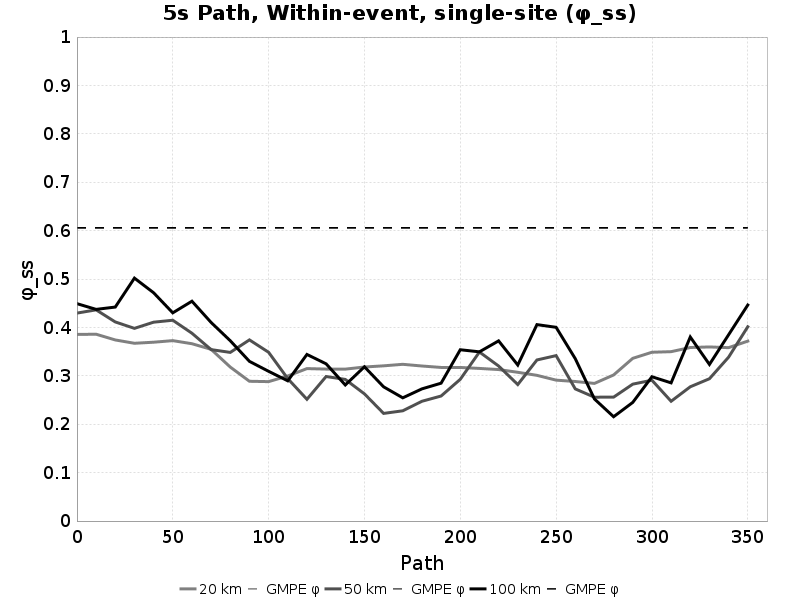 5s Path, Within-event, single-site (φ_ss)
1
0.9
0.8
0.7
0.6
0.5
0.4
0.3
0.2
0.1
0
φ_ss
0 50 100 150 200 250 300 350
Path
20 km GMPE φ 50 km GMPE φ 100 km GMPE φ